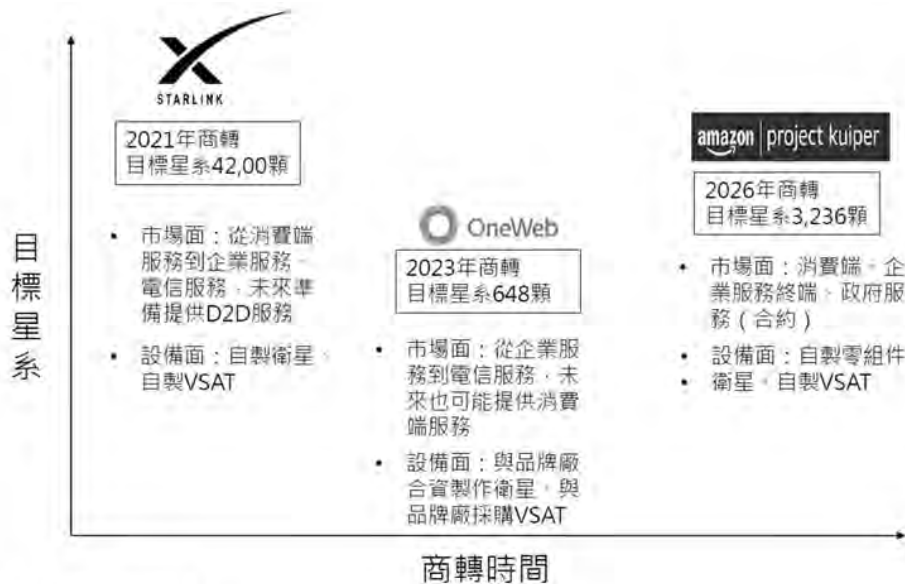 STARLINK
2021年商轉
目標星系42,00顆
• 市場面：從消費端
服務到企業服務、
電信服務，未來準
備提供D2D服務
• 設備面：自製衛星、
自製VSAT
OneWeb
2023年商轉
目標星系648顆
• 市場面：從企業服
務到電信服務，未
來也可能提供消費
端服務
• 設備面：與品牌廠
合資製作衛星，與
品牌廠採購VSAT
amazon | project kuiper
2026年商轉
目標星系3,236顆
• 市場面：消費端、企
業服務終端、政府服
務（合約）
• 設備面：自製零組件
• 衛星、自製VSAT
目標星系
商轉時間